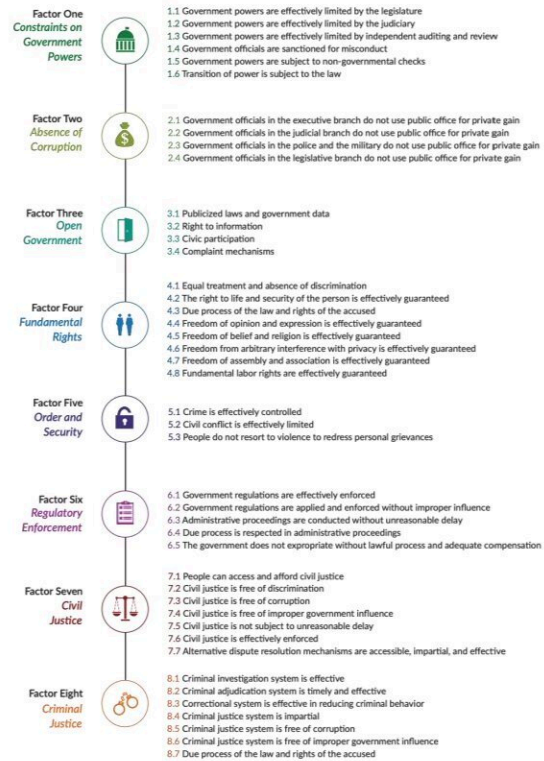 Factor One
Constraints on
Government
Powers
1.1 Government powers are effectively limited by the legislature
1.2 Government powers are effectively limited by the judiciary
1.3 Government powers are effectively limited by independent auditing and review
1.4 Government officials are sanctioned for misconduct
1.5 Government powers are subject to non-governmental checks
1.6 Transition of power is subject to the law
Factor Two
Absence of
Corruption
$
2.1 Government officials in the executive branch do not use public office for private gain
2.2 Government officials in the judicial branch do not use public office for private gain
2.3 Government officials in the police and the military do not use public office for private gain
2.4 Government officials in the legislative branch do not use public office for private gain
Factor Three
Open
Government
3.1 Publicized laws and government data
3.2 Right to information
3.3 Civic participation
3.4 Complaint mechanisms
Factor Four
Fundamental
Rights
4.1 Equal treatment and absence of discrimination
4.2 The right to life and security of the person is effectively guaranteed
4.3 Due process of the law and rights of the accused
4.4 Freedom of opinion and expression is effectively guaranteed
4.5 Freedom of belief and religion is effectively guaranteed
4.6 Freedom from arbitrary interference with privacy is effectively guaranteed
4.7 Freedom of assembly and association is effectively guaranteed
4.8 Fundamental labor rights are effectively guaranteed
Factor Five
Order and
Security
5.1 Crime is effectively controlled
5.2 Civil conflict is effectively limited
5.3 People do not resort to violence to redress personal grievances
Factor Six
Regulatory
Enforcement
6.1 Government regulations are effectively enforced
6.2 Government regulations are applied and enforced without improper influence
6.3 Administrative proceedings are conducted without unreasonable delay
6.4 Due process is respected in administrative proceedings
6.5 The government does not expropriate without lawful process and adequate compensation
Factor Seven
Civil
Justice
7.1 People can access and afford civil justice
7.2 Civil justice is free of discrimination
7.3 Civil justice is free of corruption
7.4 Civil justice is free of improper government influence
7.5 Civil justice is not subject to unreasonable delay
7.6 Civil justice is effectively enforced
7.7 Alternative dispute resolution mechanisms are accessible, impartial, and effective
Factor Eight
Criminal
Justice
8.1 Criminal investigation system is effective
8.2 Criminal adjudication system is timely and effective
8.3 Correctional system is effective in reducing criminal behavior
8.4 Criminal justice system is impartial
8.5 Criminal justice system is free of corruption
8.6 Criminal justice system is free of improper government influence
8.7 Due process of the law and rights of the accused